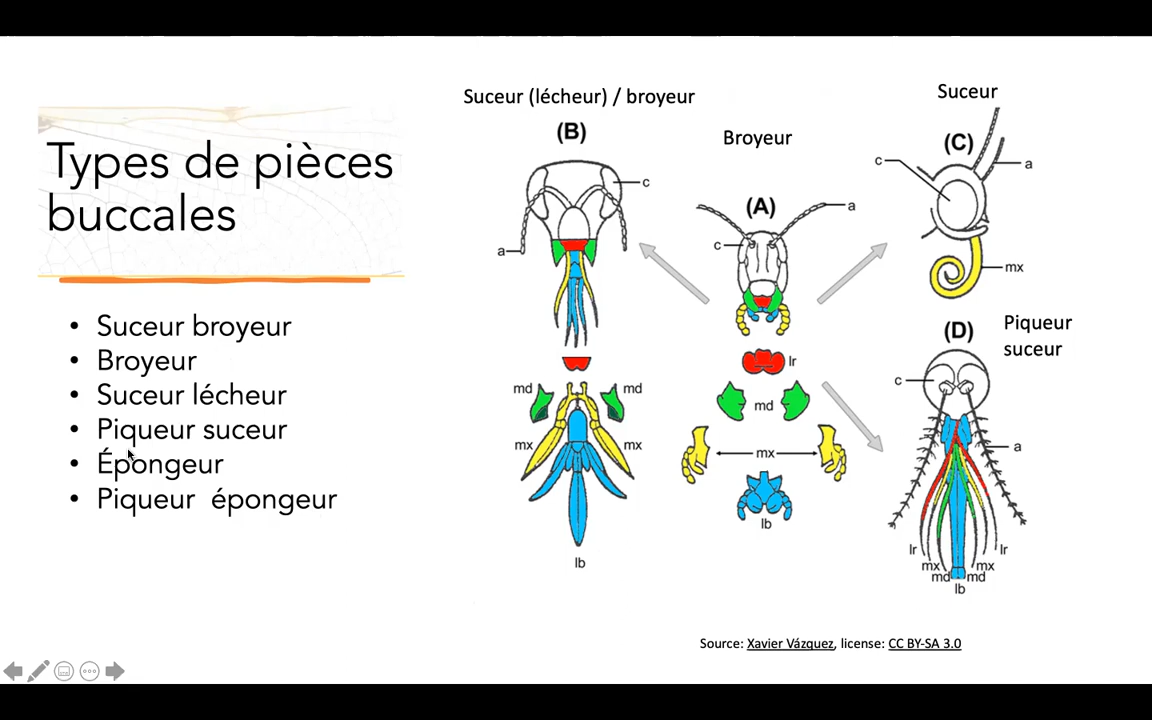 Types de pièces
buccales
• Suceur broyeur
• Broyeur
• Suceur lécheur
• Piqueur suceur
• Épongeur
• Piqueur épongeur
Suceur (lécheur) / broyeur
(B)
c
a
md
md
mx
mx
lb
Broyeur
(A)
a
c
lr
md
mx
lb
Suceur
(C)
c
a
mx
(D)
Piqueur
suceur
c
a
lr
lr
mx
mx
md
md
lb
Source: Xavier Vázquez, license: CC BY-SA 3.0